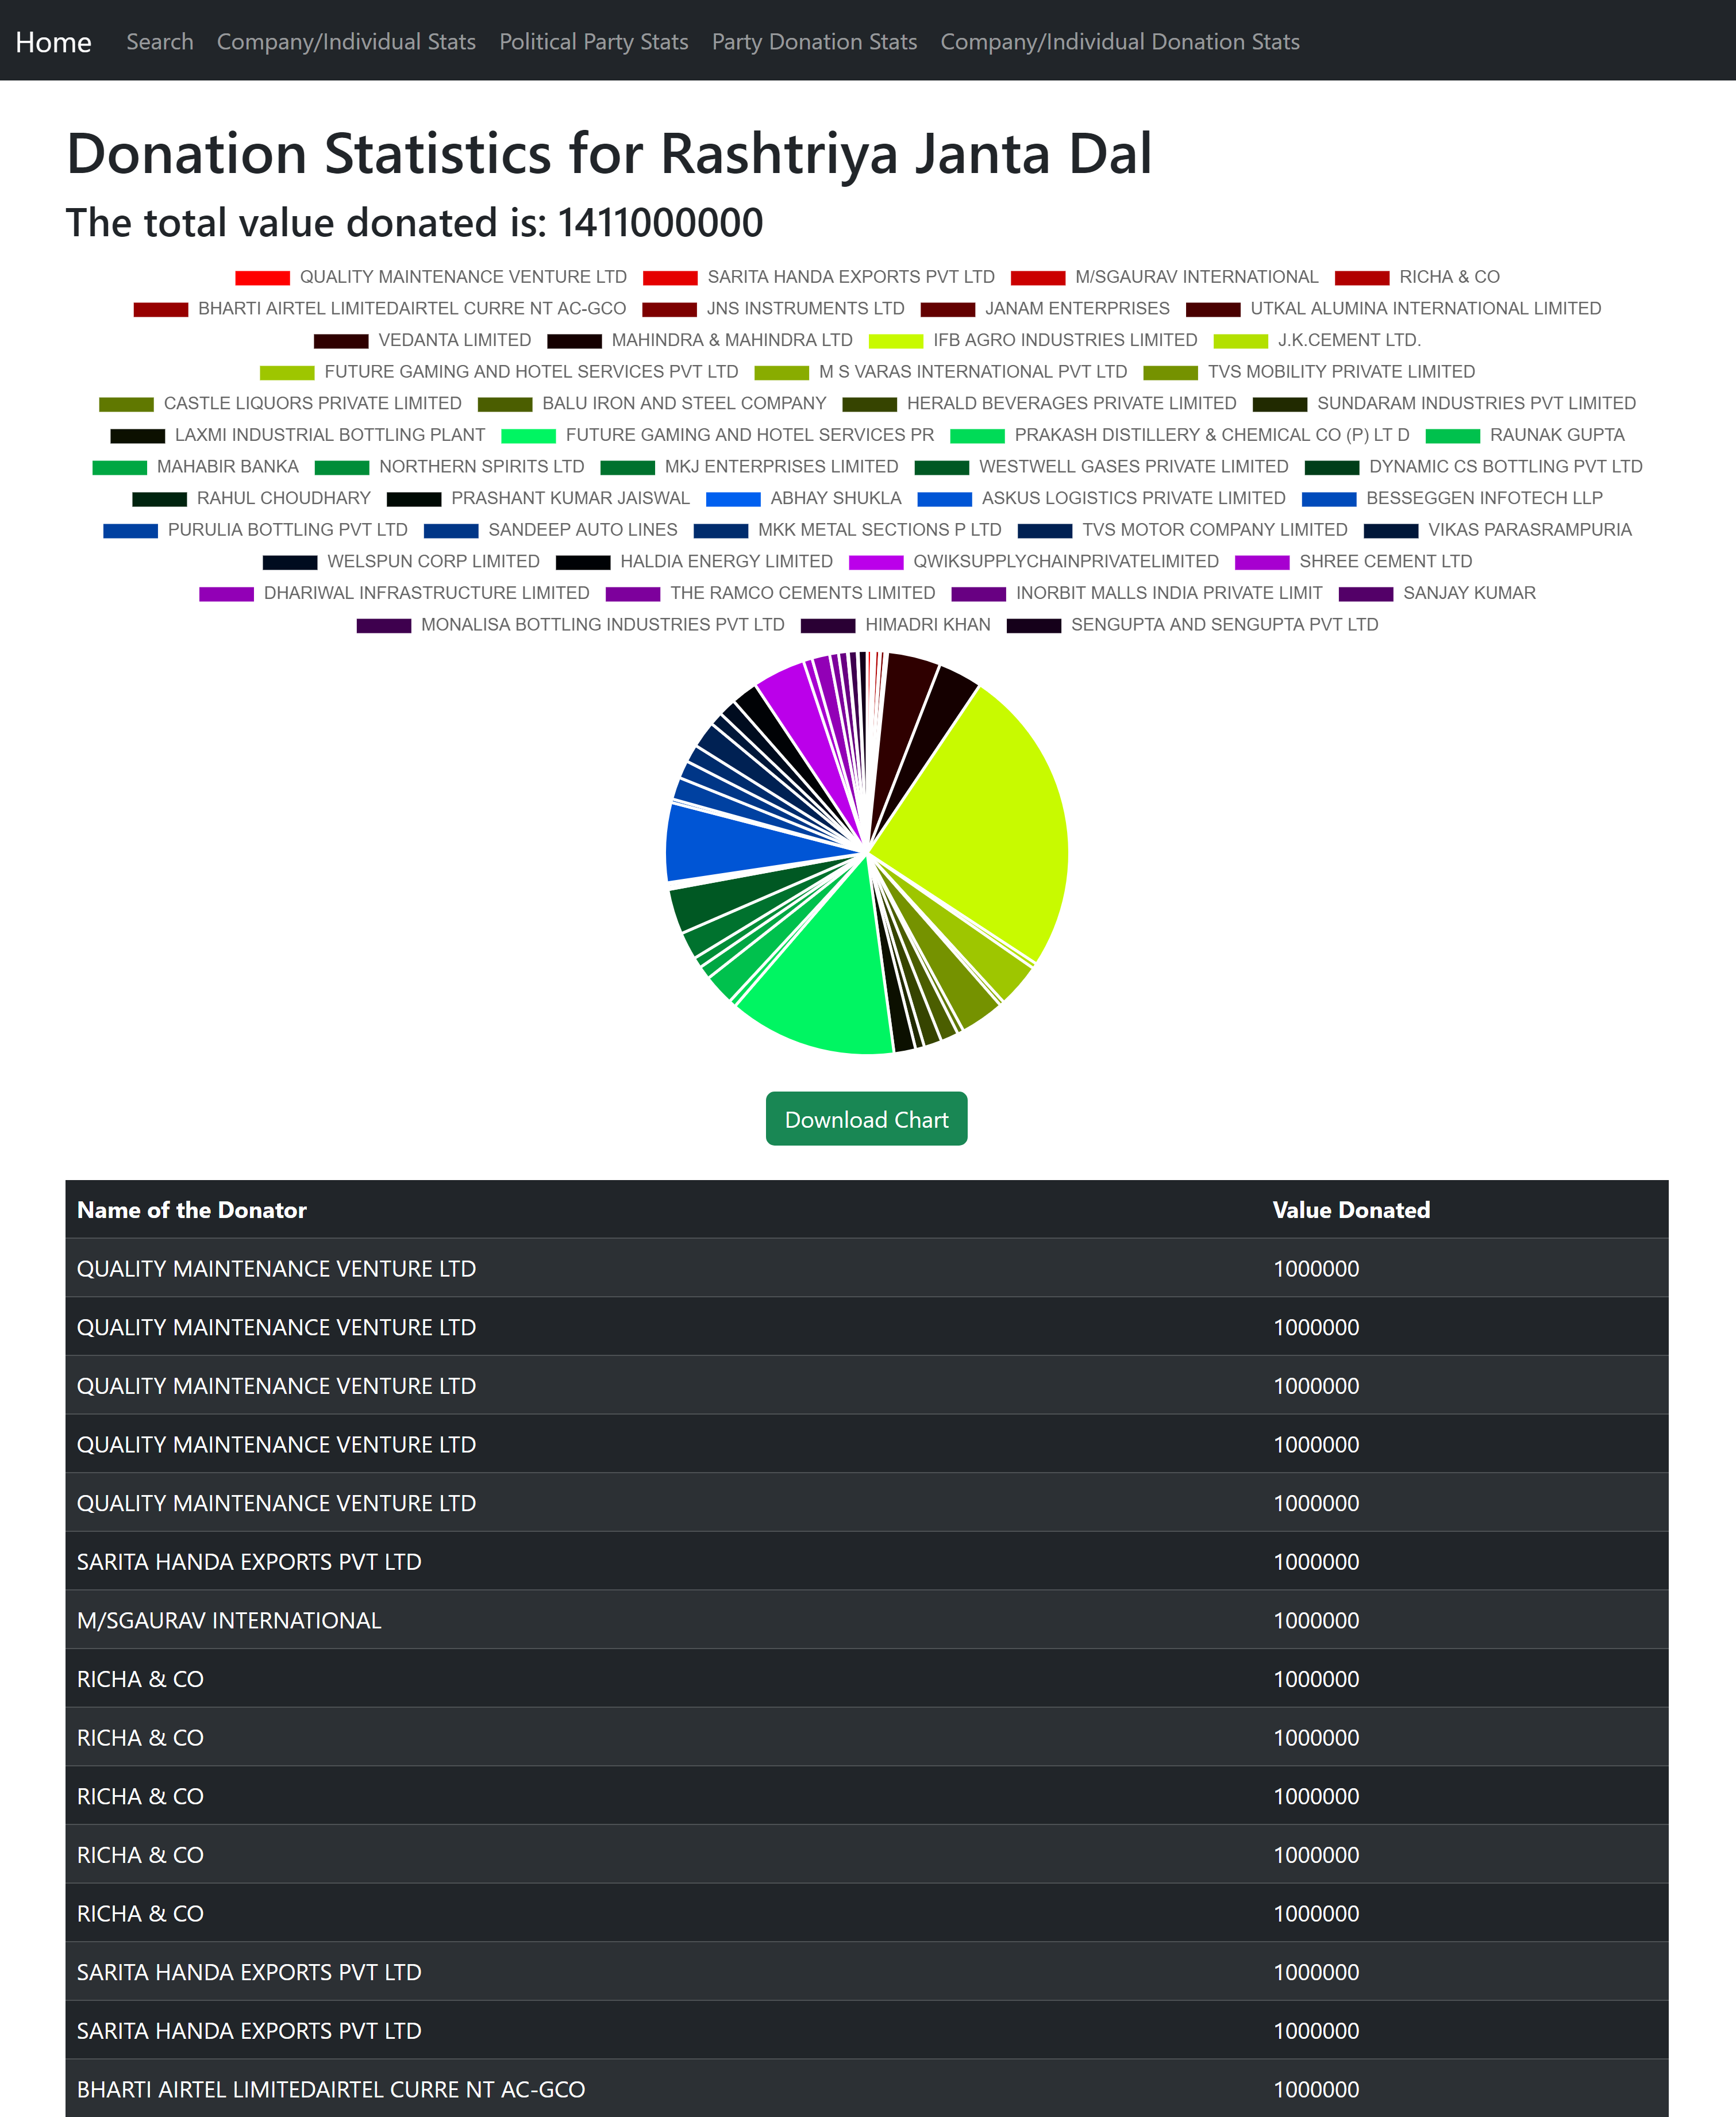 Home Search Company/Individual Stats Political Party Stats Party Donation Stats Company/Individual Donation Stats
Donation Statistics for Rashtriya Janta Dal
The total value donated is: 1411000000
QUALITY MAINTENANCE VENTURE LTD SARITA HANDA EXPORTS PVT LTD M/SGAURAV INTERNATIONAL RICHA & CO
BHARTI AIRTEL LIMITEDAIRTEL CURRE NT AC-GCO JNS INSTRUMENTS LTD JANAM ENTERPRISES UTKAL ALUMINA INTERNATIONAL LIMITED
VEDANTA LIMITED MAHINDRA & MAHINDRA LTD IFB AGRO INDUSTRIES LIMITED J.K.CEMENT LTD.
FUTURE GAMING AND HOTEL SERVICES PVT LTD M S VARAS INTERNATIONAL PVT LTD TVS MOBILITY PRIVATE LIMITED
CASTLE LIQUORS PRIVATE LIMITED BALU IRON AND STEEL COMPANY HERALD BEVERAGES PRIVATE LIMITED SUNDARAM INDUSTRIES PVT LIMITED
LAXMI INDUSTRIAL BOTTLING PLANT FUTURE GAMING AND HOTEL SERVICES PR PRAKASH DISTILLERY & CHEMICAL CO (P) LT D RAUNAK GUPTA
MAHABIR BANKA NORTHERN SPIRITS LTD MKJ ENTERPRISES LIMITED WESTWELL GASES PRIVATE LIMITED DYNAMIC CS BOTTLING PVT LTD
RAHUL CHOUDHARY PRASHANT KUMAR JAISWAL ABHAY SHUKLA ASKUS LOGISTICS PRIVATE LIMITED BESSEGGEN INFOTECH LLP
PURULIA BOTTLING PVT LTD SANDEEP AUTO LINES MKK METAL SECTIONS P LTD TVS MOTOR COMPANY LIMITED VIKAS PARASRAMPURIA
WELSPUN CORP LIMITED HALDIA ENERGY LIMITED QWIKSUPPLYCHAINPRIVATELIMITED SHREE CEMENT LTD
DHARIWAL INFRASTRUCTURE LIMITED THE RAMCO CEMENTS LIMITED INORBIT MALLS INDIA PRIVATE LIMIT SANJAY KUMAR
MONALISA BOTTLING INDUSTRIES PVT LTD HIMADRI KHAN SENGUPTA AND SENGUPTA PVT LTD
Download Chart
Name of the Donator Value Donated
QUALITY MAINTENANCE VENTURE LTD 1000000
QUALITY MAINTENANCE VENTURE LTD 1000000
QUALITY MAINTENANCE VENTURE LTD 1000000
QUALITY MAINTENANCE VENTURE LTD 1000000
QUALITY MAINTENANCE VENTURE LTD 1000000
SARITA HANDA EXPORTS PVT LTD 1000000
M/SGAURAV INTERNATIONAL 1000000
RICHA & CO 1000000
RICHA & CO 1000000
RICHA & CO 1000000
RICHA & CO 1000000
RICHA & CO 1000000
SARITA HANDA EXPORTS PVT LTD 1000000
SARITA HANDA EXPORTS PVT LTD 1000000
BHARTI AIRTEL LIMITEDAIRTEL CURRE NT AC-GCO 1000000